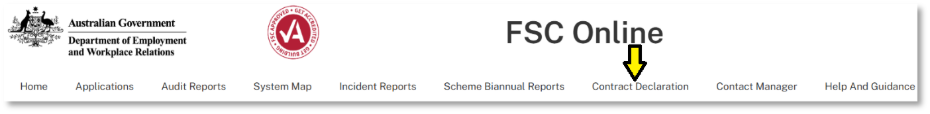 Australian Government
Department of Employment
and Workplace Relations
FSC APPROVED • GET ACCREDITED • GET BUILDING •
FSC Online
Home Applications Audit Reports System Map Incident Reports Scheme Biannual Reports Contract Declaration Contact Manager Help And Guidance